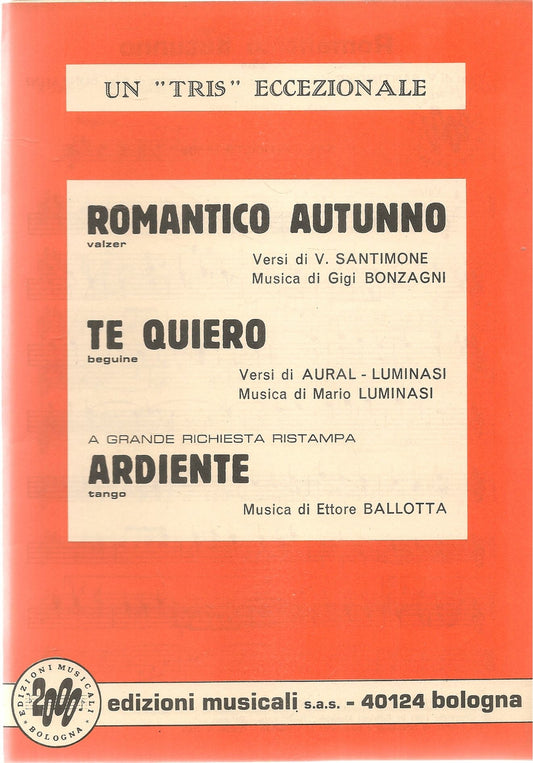 UN "TRIS" ECCEZIONALE
ROMANTICO AUTUNNO
valzer
Versi di V. SANTIMONE
Musica di Gigi BONZAGNI
TE QUIERO
beguine
Versi di AURAL - LUMINASI
Musica di Mario LUMINASI
A GRANDE RICHIESTA RISTAMPA
ARDIENTE
tango
Musica di Ettore BALLOTTA
EDIZIONI MUSICALI
2000
BOLOGNA
edizioni musicali s.a.s. - 40124 bologna